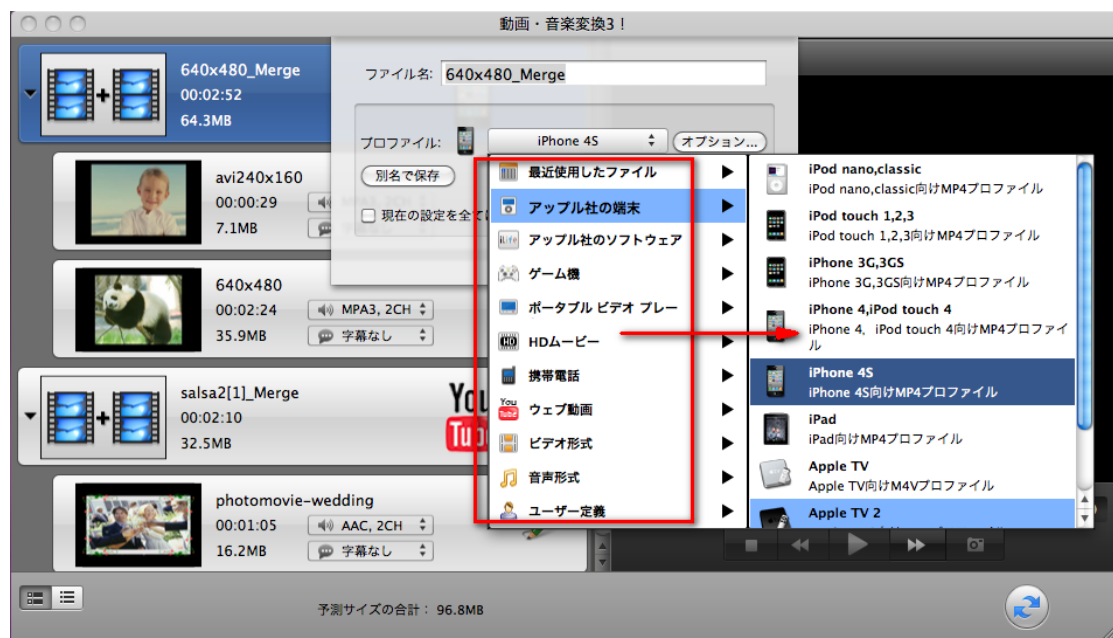 動画・音楽変換3！
640x480_Merge
00:02:52
64.3MB
ファイル名: 640x480_Merge
プロファイル: iPhone 4S オプション...
別名で保存
現在の設定を全て
avi240x160
00:00:29
7.1MB
640x480
00:02:24 MPA3, 2CH
35.9MB 字幕なし
salsa2[1]_Merge
00:02:10
32.5MB
You
Tube
photomovie-wedding
00:01:05 AAC, 2CH
16.2MB 字幕なし
最近使用したファイル
アップル社の端末
iLife アップル社のソフトウェア
ゲーム機
ポータブル ビデオ プレー
HD HDムービー
携帯電話
You Tube ウェブ動画
ビデオ形式
音声形式
ユーザー定義
iPod nano,classic
iPod nano,classic向けMP4プロファイル
iPod touch 1,2,3
iPod touch 1,2,3向けMP4プロファイル
iPhone 3G,3GS
iPhone 3G,3GS向けMP4プロファイル
iPhone 4,iPod touch 4
iPhone 4, iPod touch 4向けMP4プロファイ
ル
iPhone 4S
iPhone 4S向けMP4プロファイル
iPad
iPad向けMP4プロファイル
Apple TV
Apple TV向けM4Vプロファイル
Apple TV 2
予測サイズの合計： 96.8MB